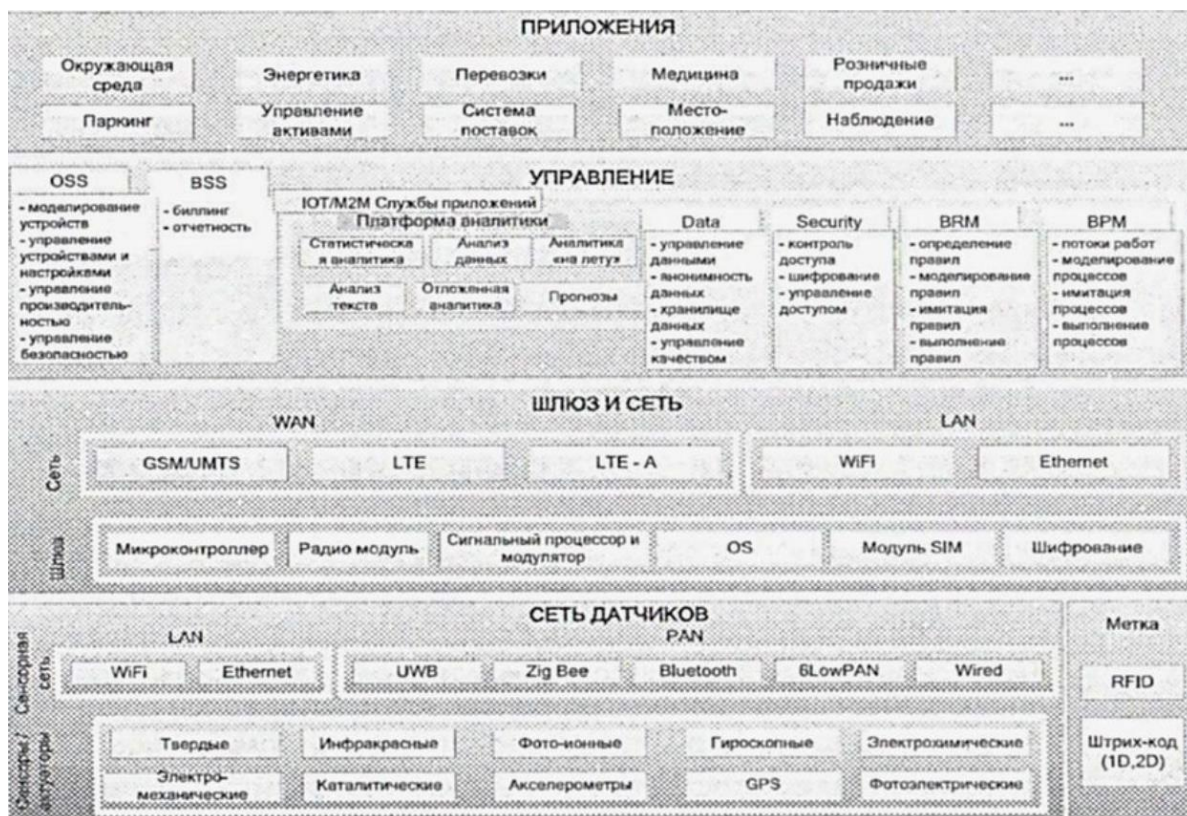 ПРИЛОЖЕНИЯ
Окружающая
среда
Энергетика
Перевозки
Медицина
Розничные
продажи
...
Паркинг
Управление
активами
Система
поставок
Место-
положение
Наблюдение
...
УПРАВЛЕНИЕ
OSS
- моделирование
устройств
- управление
устройствами и
настройками
- управление
производитель-
ностью
- управление
безопасностью
BSS
- биллинг
- отчетность
IOT/M2M Службы приложений
Платформа аналитики
Статистическа
я аналитика
Анализ
данных
Аналитика
«на лету»
Анализ
текста
Отложенная
аналитика
Прогнозы
Data
- управление
данными
- анонимность
данных
- хранилище
данных
- управление
качеством
Security
- контроль
доступа
- шифрование
- управление
доступом
BRM
- определение
правил
- моделирование
правил
- имитация
правил
- выполнение
правил
BPM
- потоки работ
- моделирование
процессов
- имитация
процессов
- выполнение
процессов
ШЛЮЗ И СЕТЬ
WAN
LAN
Сеть
GSM/UMTS
LTE
LTE - A
WiFi
Ethernet
Шлюз
Микроконтроллер
Радио модуль
Сигнальный процессор и
модулятор
OS
Модуль SIM
Шифрование
СЕТЬ ДАТЧИКОВ
LAN
PAN
Сенсорная
сеть
WiFi
Ethernet
UWB
Zig Bee
Bluetooth
6LowPAN
Wired
Сенсоры /
актуаторы
Твердые
Инфракрасные
Фото-ионные
Гироскопные
Электрохимические
Электро-
механические
Каталитические
Акселерометры
GPS
Фотоэлектрические
Метка
RFID
Штрих-код
(1D,2D)